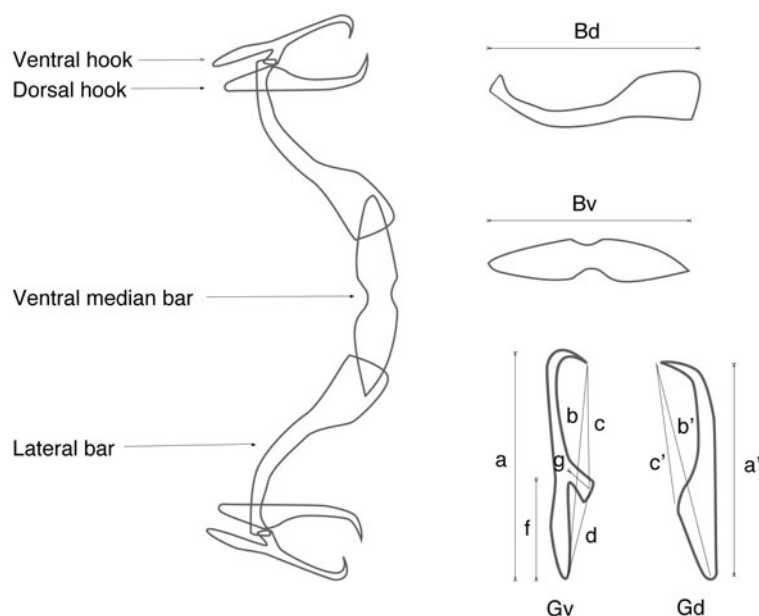 Ventral hook
Dorsal hook
Ventral median bar
Lateral bar
Bd
Bv
a
b
c
g
f
d
Gv
b’
c’
a’
Gd